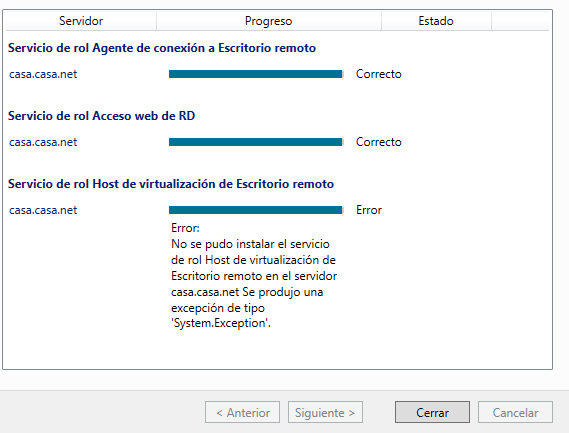 Servidor Progreso Estado
Servicio de rol Agente de conexión a Escritorio remoto
casa.casa.net Correcto
Servicio de rol Acceso web de RD
casa.casa.net Correcto
Servicio de rol Host de virtualización de Escritorio remoto
casa.casa.net Error
Error:
No se pudo instalar el servicio
de rol Host de virtualización de
Escritorio remoto en el servidor
casa.casa.net Se produjo una
excepción de tipo
'System.Exception'.
< Anterior Siguiente > Cerrar Cancelar